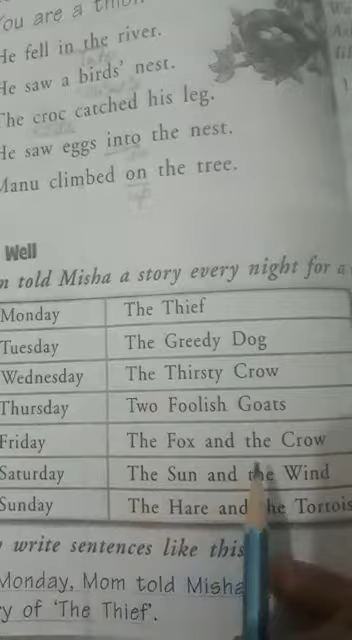 You are a
He fell in the river.
He saw a birds' nest.
The croc catched his leg.
He saw eggs into the nest.
Manu climbed on the tree.
Well
told Misha a story every night for a
Monday The Thief
Tuesday The Greedy Dog
Wednesday The Thirsty Crow
Thursday Two Foolish Goats
Friday The Fox and the Crow
Saturday The Sun and the Wind
Sunday The Hare and the Tortois
write sentences like this
Monday, Mom told Misha
of 'The Thief'.